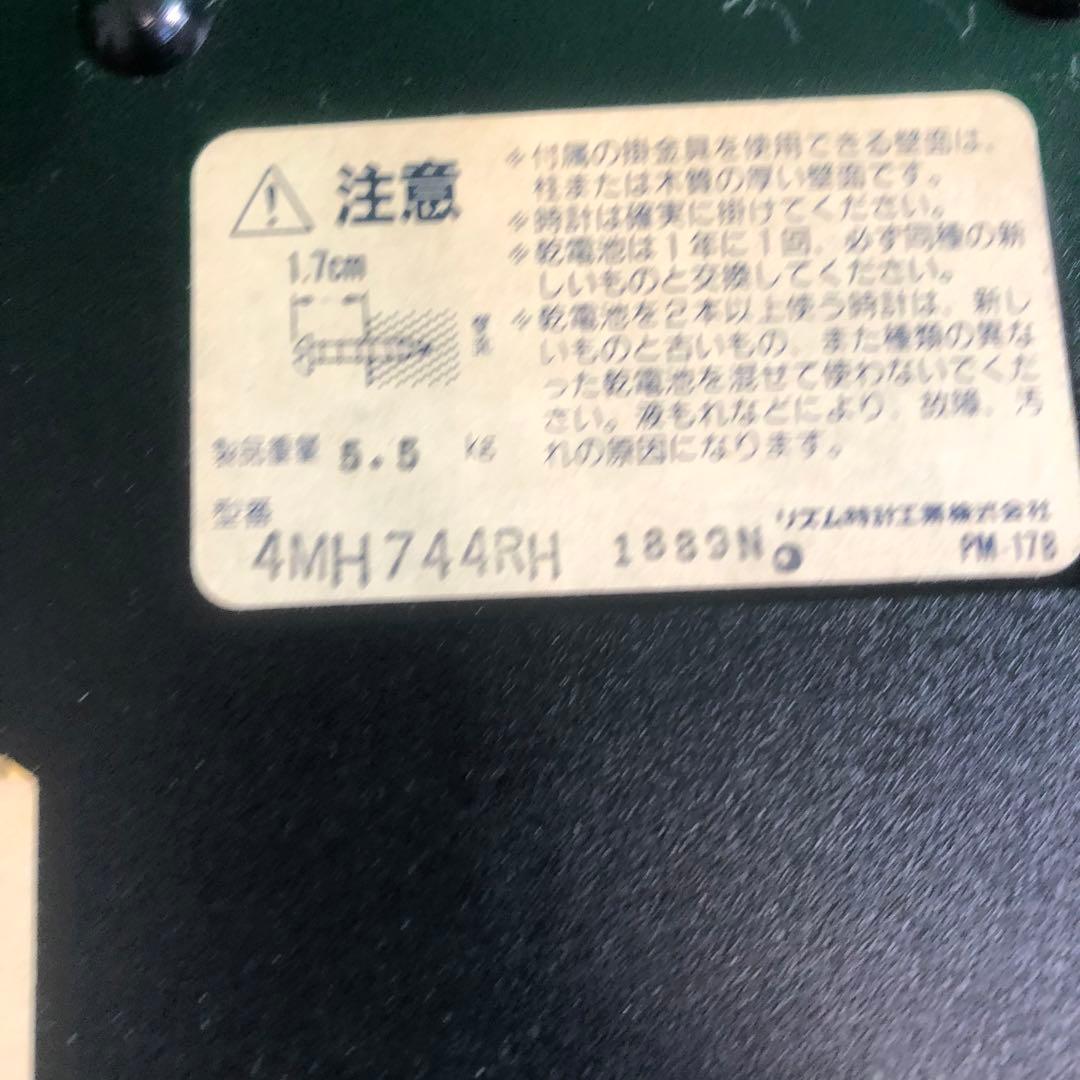 注意
1.7cm
壁面
製品重量 5.5 kg
※付属の掛金具を使用できる壁面は、
柱または木質の厚い壁面です。
※時計は確実に掛けてください。
※乾電池は1年に1回、必ず同種の新
しいものと交換してください。
※乾電池を2本以上使う時計は、新し
いものと古いもの、また種類の異な
った乾電池を混ぜて使わないでくだ
さい。液もれなどにより、故障、汚
れの原因になります。
型番
4MH744RH 1889N
リズム時計工業株式会社
PM-178